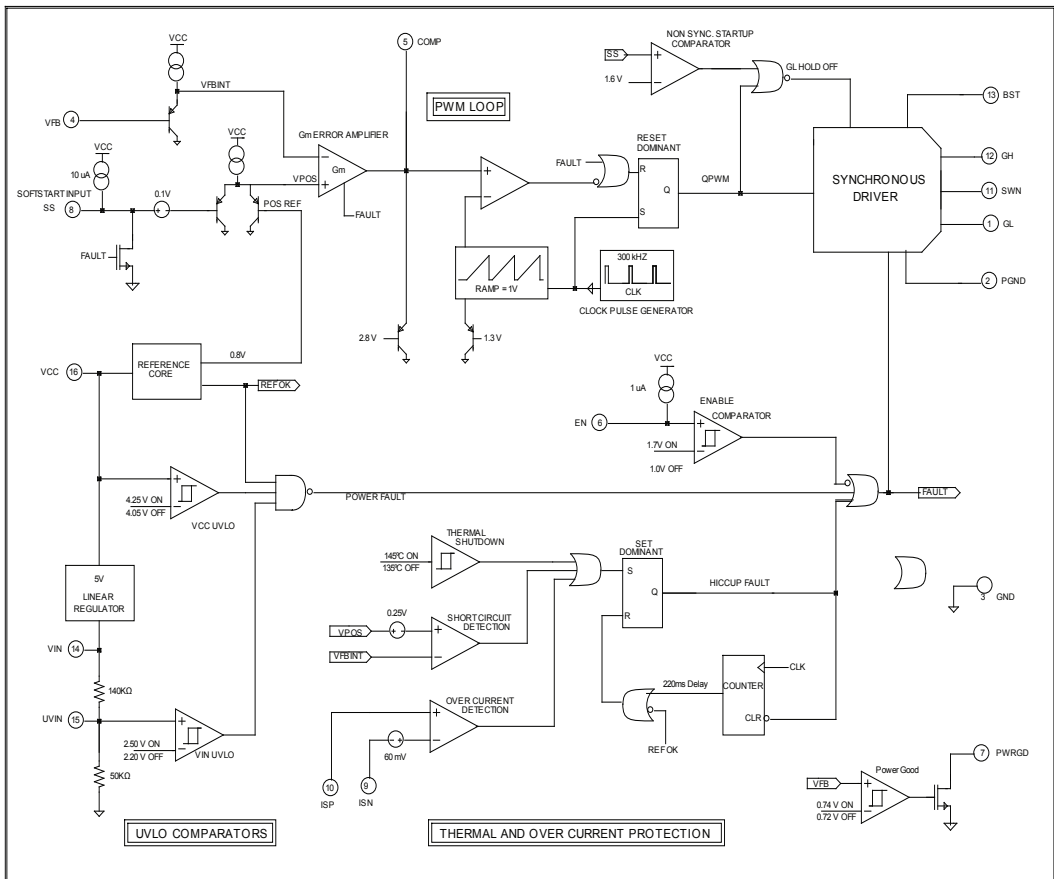 VCC
5
COMP
NON SYNC. STARTUP
COMPARATOR
SS
+
1.6 V
−
GL HOLD OFF
VFBINT
VFB
4
PWM LOOP
13
BST
Gm ERROR AMPLIFIER
VCC
VCC
10 uA
−
Gm
VPOS
+
FAULT
RESET
DOMINANT
FAULT
R
Q
S
QPWM
12
GH
SYNCHRONOUS
DRIVER
11
SWN
1
GL
2
PGND
SOFTSTART INPUT
SS
8
0.1V
+ -
POS REF
FAULT
+
−
RAMP = 1V
300 kHZ
CLK
CLOCK PULSE GENERATOR
2.8 V
1.3 V
VCC
16
REFERENCE
CORE
0.8V
REFOK
VCC
1 uA
EN
6
ENABLE
COMPARATOR
+
1.7V ON
−
1.0V OFF
+
4.25 V ON
−
4.05 V OFF
VCC UVLO
POWER FAULT
FAULT
THERMAL
SHUTDOWN
145ºC ON
135ºC OFF
SET
DOMINANT
S
Q
R
HICCUP FAULT
3
GND
5V
LINEAR
REGULATOR
0.25V
VPOS
+ -
+
SHORT CIRCUIT
DETECTION
VFBINT
−
VIN
14
140KΩ
UVIN
15
+
2.50 V ON
−
2.20 V OFF
VIN UVLO
50KΩ
OVER CURRENT
DETECTION
+
−
- +
60 mV
10
ISP
9
ISN
220ms Delay
COUNTER
CLK
CLR
REFOK
7
PWRGD
Power Good
VFB
+
0.74 V ON
−
0.72 V OFF
UVLO COMPARATORS
THERMAL AND OVER CURRENT PROTECTION